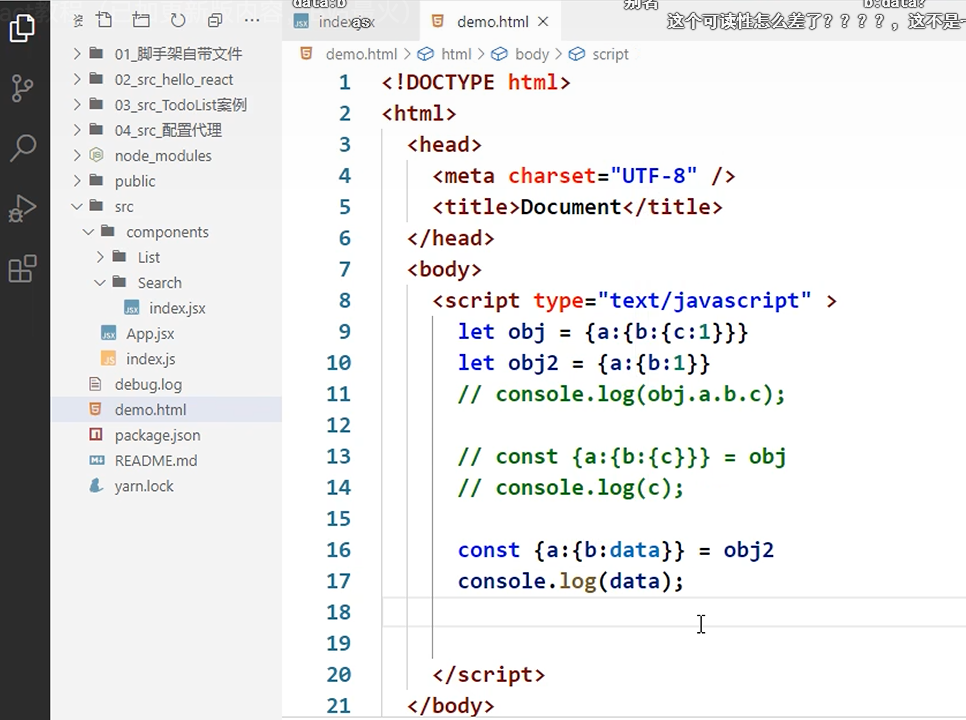 data:b
别名
b:data?
这个可读性怎么差了？？？？，这不是一
as
demo.html
01_脚手架自带文件
02_src_hello_react
03_src_TodoList案例
04_src_配置代理
node_modules
public
src
components
List
Search
index.jsx
App.jsx
index.js
debug.log
demo.html
package.json
README.md
yarn.lock
demo.html > html > body > script
1 <!DOCTYPE html>
2 <html>
3 <head>
4 <meta charset="UTF-8" />
5 <title>Document</title>
6 </head>
7 <body>
8 <script type="text/javascript" >
9 let obj = {a:{b:{c:1}}}
10 let obj2 = {a:{b:1}}
11 // console.log(obj.a.b.c);
12
13 // const {a:{b:{c}}} = obj
14 // console.log(c);
15
16 const {a:{b:data}} = obj2
17 console.log(data);
18
19
20 </script>
21 </body>